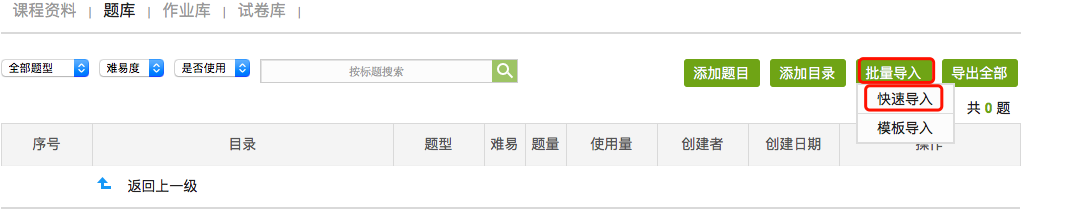 课程资料 | 题库 | 作业库 | 试卷库 |
全部题型 难易度 是否使用 按标题搜索 添加题目 添加目录 批量导入 导出全部
快速导入 共 0 题
模板导入
序号 目录 题型 难易 题量 使用量 创建者 创建日期 操作
返回上一级